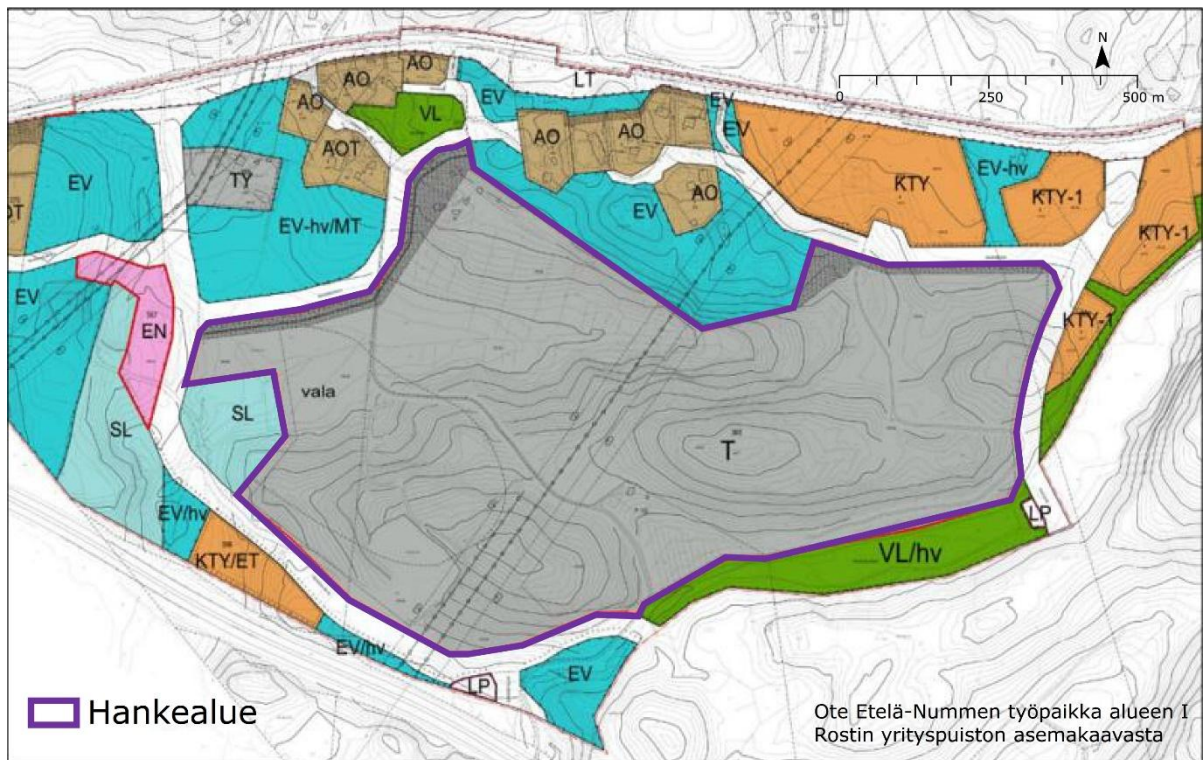 AO
AO
LT
N
0 250 500 m
AO
VL
EV
EV
AO
AO
EV
AOT
EV
TY
AO
KTY
EV-hv
KTY-1
EV
EV-hv/MT
KTY-1
EV
EN
KTY-1
vala
SL
SL
T
EV/hv
LP
KTY/ET
VL/hv
EV/hv
EV
LP
Hankealue
Ote Etelä-Nummen työpaikka alueen I
Rostin yrityspuiston asemakaavasta